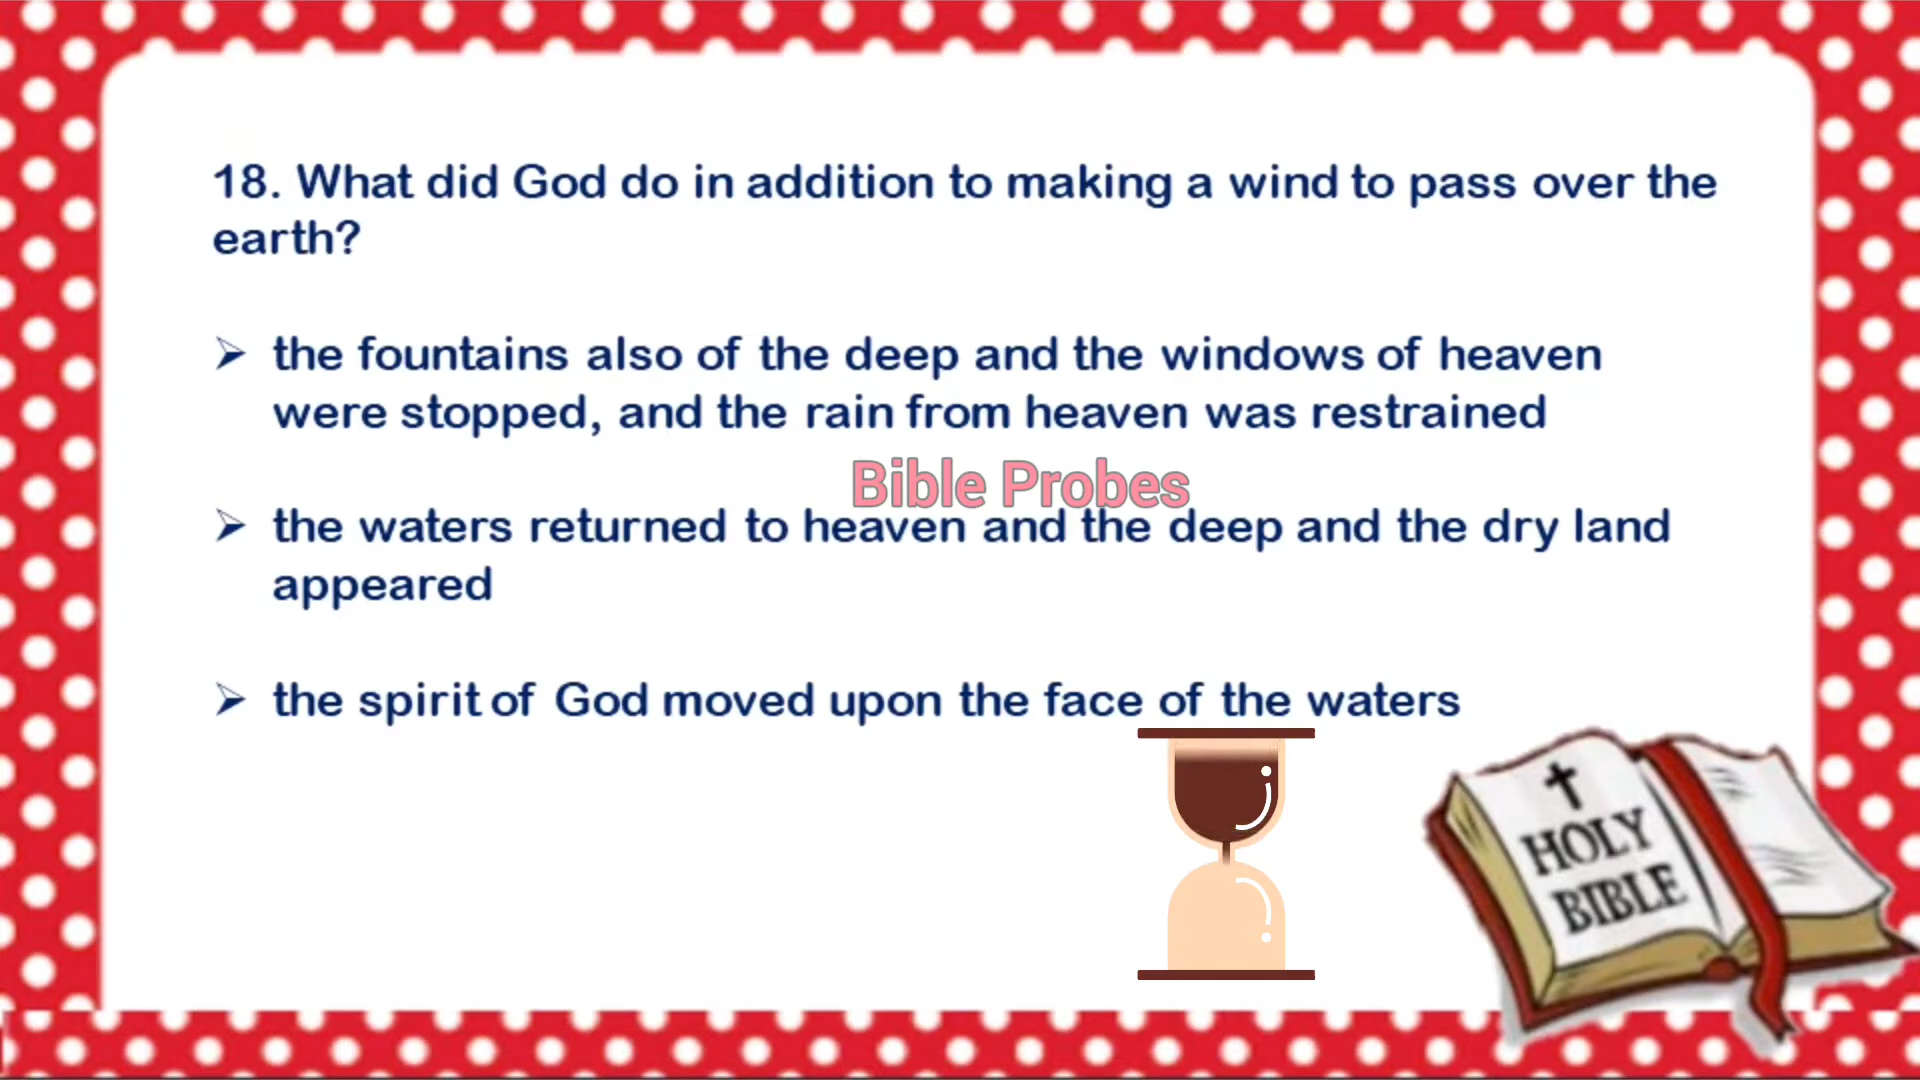 18. What did God do in addition to making a wind to pass over the
earth?
➢ the fountains also of the deep and the windows of heaven
were stopped, and the rain from heaven was restrained
Bible Probes
➢ the waters returned to heaven and the deep and the dry land
appeared
➢ the spirit of God moved upon the face of the waters
HOLY
BIBLE